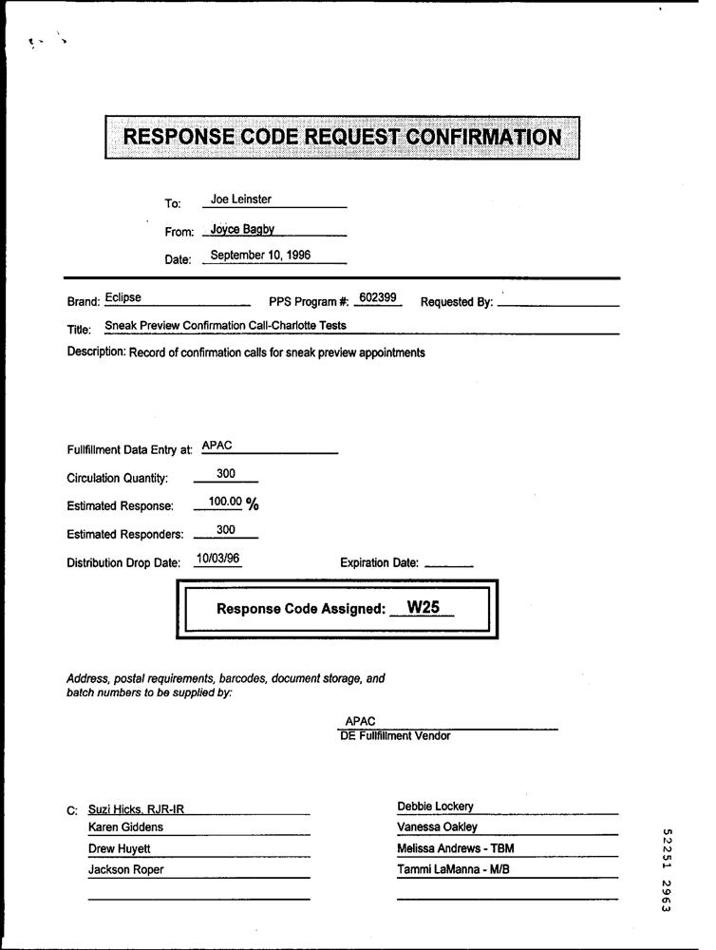 RESPONSE CODE REQUEST CONFIRMATION
To: Joe Leinster
From: Joyce Bagby
Date: September 10, 1996
Brand: Eclipse PPS Program #: 602399 Requested By:
Title: Sneak Preview Confirmation Call-Charlotte Tests
Description: Record of confirmation calls for sneak preview appointments
Fullfillment Data Entry at: APAC
Circulation Quantity: 300
Estimated Response: 100.00 %
Estimated Responders: 300
Distribution Drop Date: 10/03/96 Expiration Date:
Response Code Assigned: W25
Address, postal requirements, barcodes, document storage, and
batch numbers to be supplied by:
APAC
DE Fullfillment Vendor
C: Suzi Hicks, RJR-IR Debbie Lockery
Karen Giddens Vanessa Oakley
Drew Huyett Melissa Andrews - TBM
Jackson Roper Tammi LaManna - M/B
52251 2963